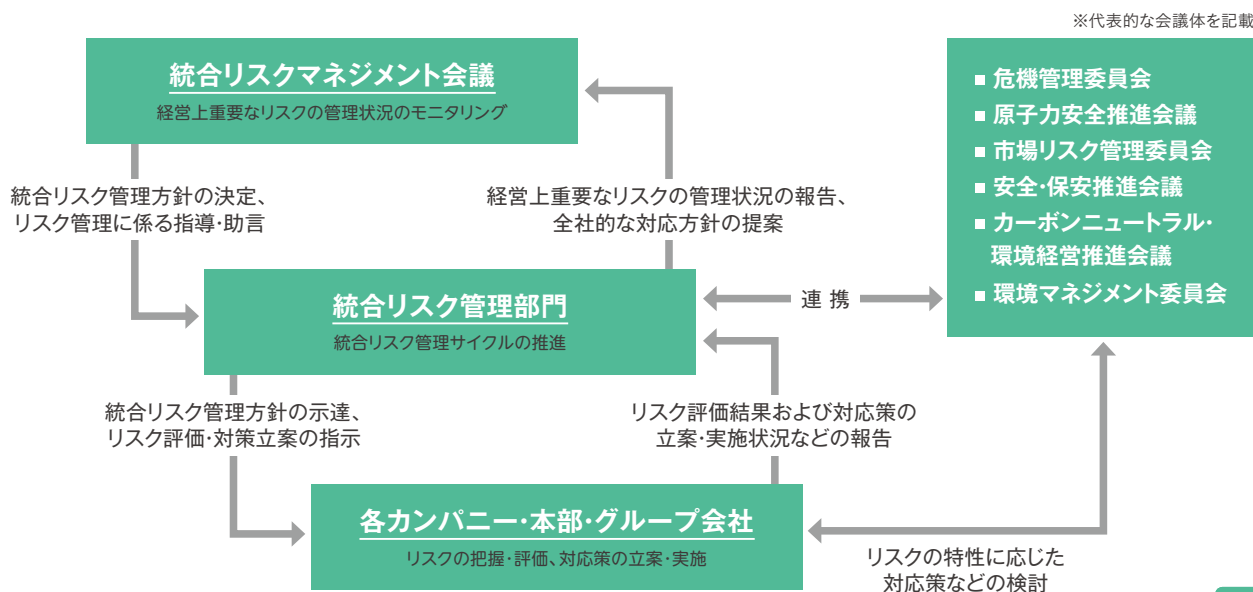 ※代表的な会議体を記載
統合リスクマネジメント会議
経営上重要なリスクの管理状況のモニタリング
■ 危機管理委員会
■ 原子力安全推進会議
■ 市場リスク管理委員会
■ 安全・保安推進会議
■ カーボンニュートラル・
環境経営推進会議
■ 環境マネジメント委員会
統合リスク管理方針の決定、
リスク管理に係る指導・助言
経営上重要なリスクの管理状況の報告、
全社的な対応方針の提案
統合リスク管理部門
統合リスク管理サイクルの推進
連 携
統合リスク管理方針の示達、
リスク評価・対策立案の指示
リスク評価結果および対応策の
立案・実施状況などの報告
各カンパニー・本部・グループ会社
リスクの把握・評価、対応策の立案・実施
リスクの特性に応じた
対応策などの検討